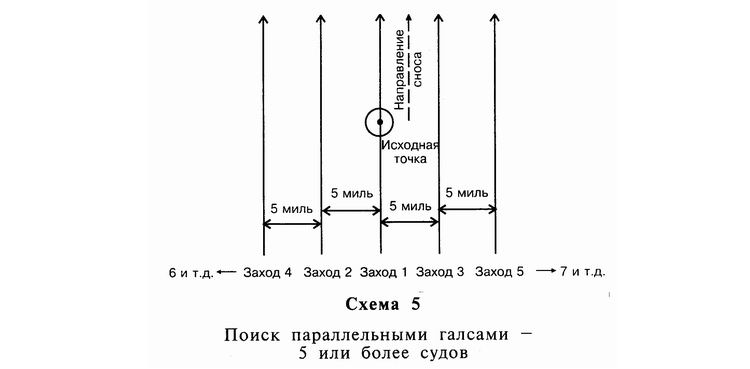 Направление
сноса
Исходная
точка
5 миль
5 миль
5 миль
5 миль
6 и т.д.
Заход 4
Заход 2
Заход 1
Заход 3
Заход 5
7 и т.д.
Схема 5
Поиск параллельными галсами –
5 или более судов